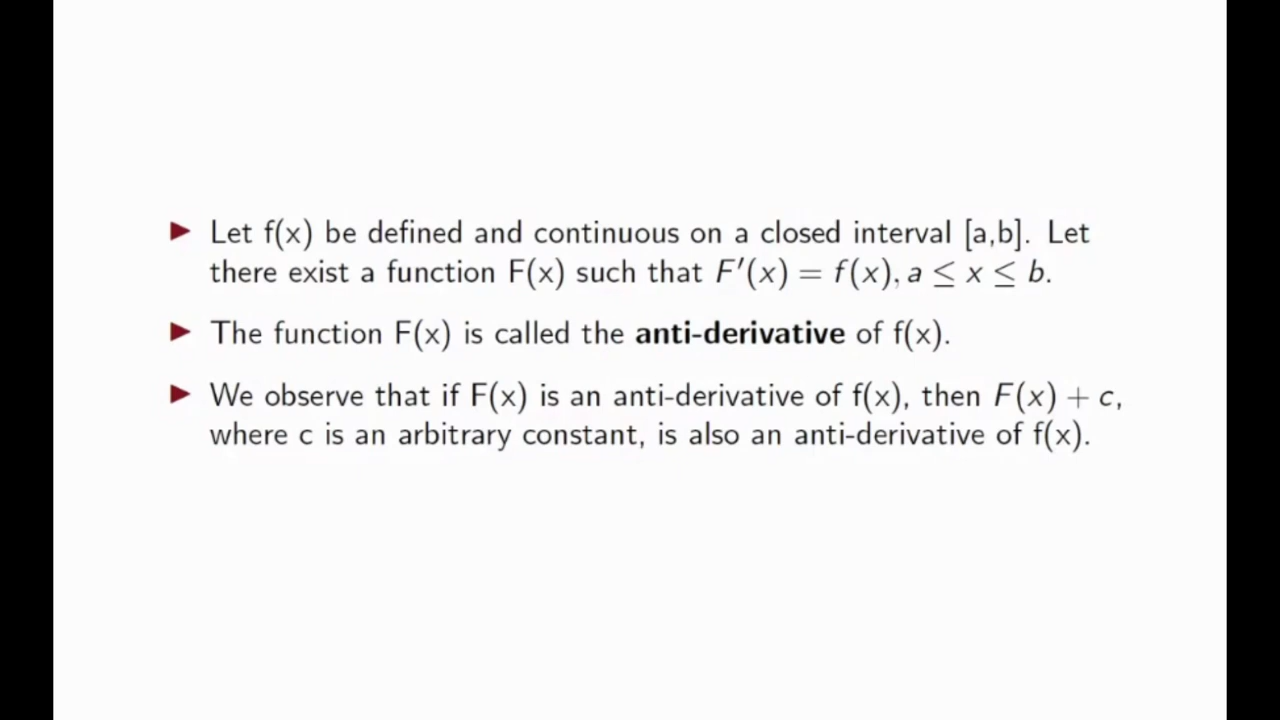 ▶ Let f(x) be defined and continuous on a closed interval [a,b]. Let
there exist a function F(x) such that F′(x) = f(x), a ≤ x ≤ b.
▶ The function F(x) is called the anti-derivative of f(x).
▶ We observe that if F(x) is an anti-derivative of f(x), then F(x) + c,
where c is an arbitrary constant, is also an anti-derivative of f(x).